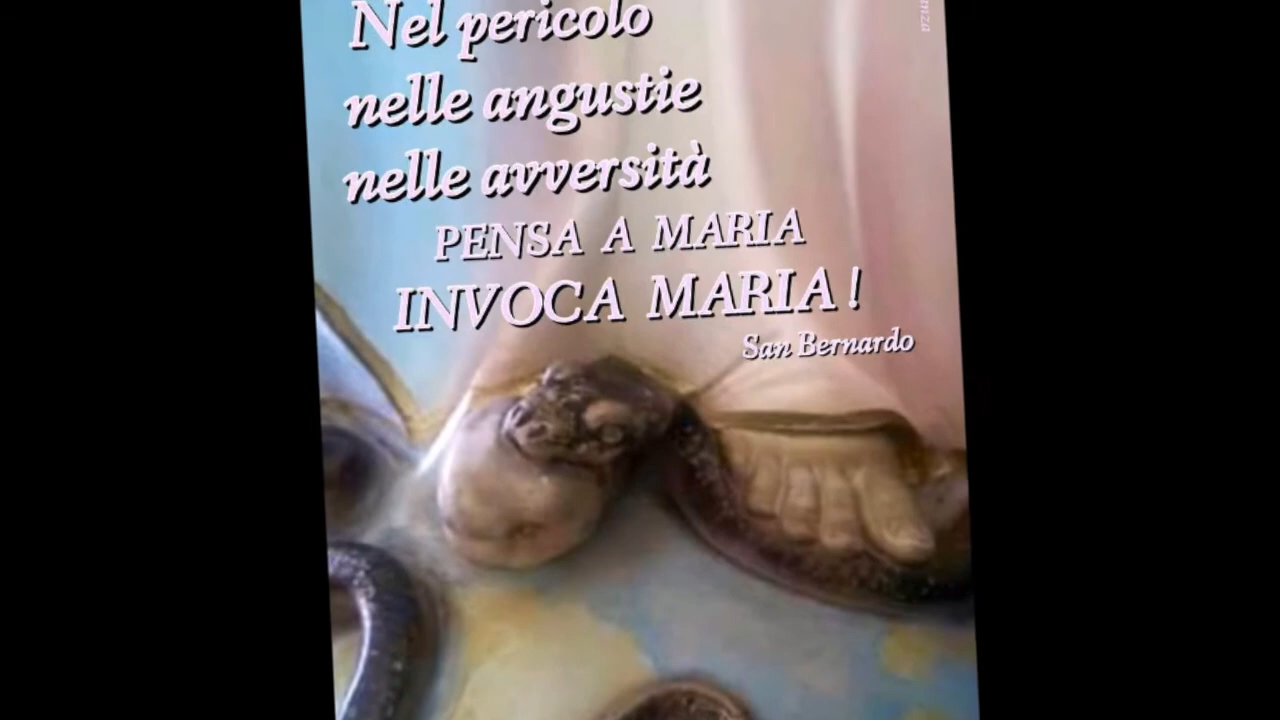 Nel pericolo
nelle angustie
nelle avversità
PENSA A MARIA
INVOCA MARIA !
San Bernardo